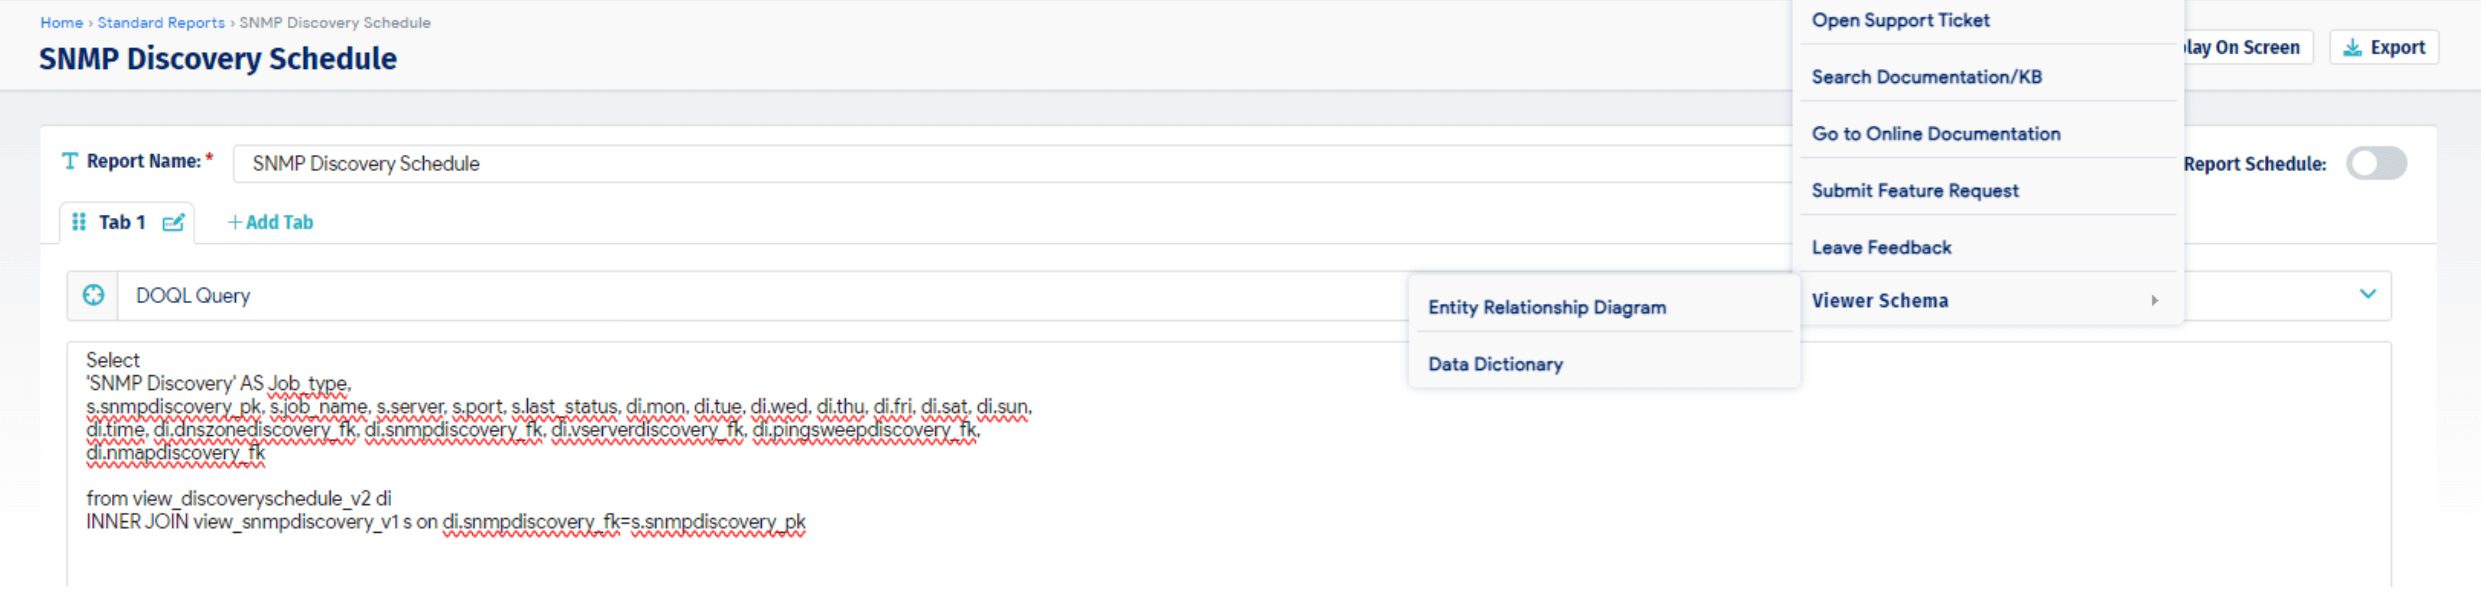 Home › Standard Reports › SNMP Discovery Schedule
SNMP Discovery Schedule
Open Support Ticket
Search Documentation/KB
Go to Online Documentation
Submit Feature Request
Leave Feedback
Viewer Schema
Entity Relationship Diagram
Data Dictionary
On Screen
Export
Report Name: *
SNMP Discovery Schedule
Report Schedule:
Tab 1
+ Add Tab
DOQL Query
Select
'SNMP Discovery' AS Job_type,
s.snmpdiscovery_pk, s.job_name, s.server, s.port, s.last_status, di.mon, di.tue, di.wed, di.thu, di.fri, di.sat, di.sun,
di.time, di.dnszonediscovery_fk, di.snmpdiscovery_fk, di.vserverdiscovery_fk, di.pingsweepdiscovery_fk,
di.nmapdiscovery_fk
from view_discoveryschedule_v2 di
INNER JOIN view_snmpdiscovery_v1 s on di.snmpdiscovery_fk=s.snmpdiscovery_pk